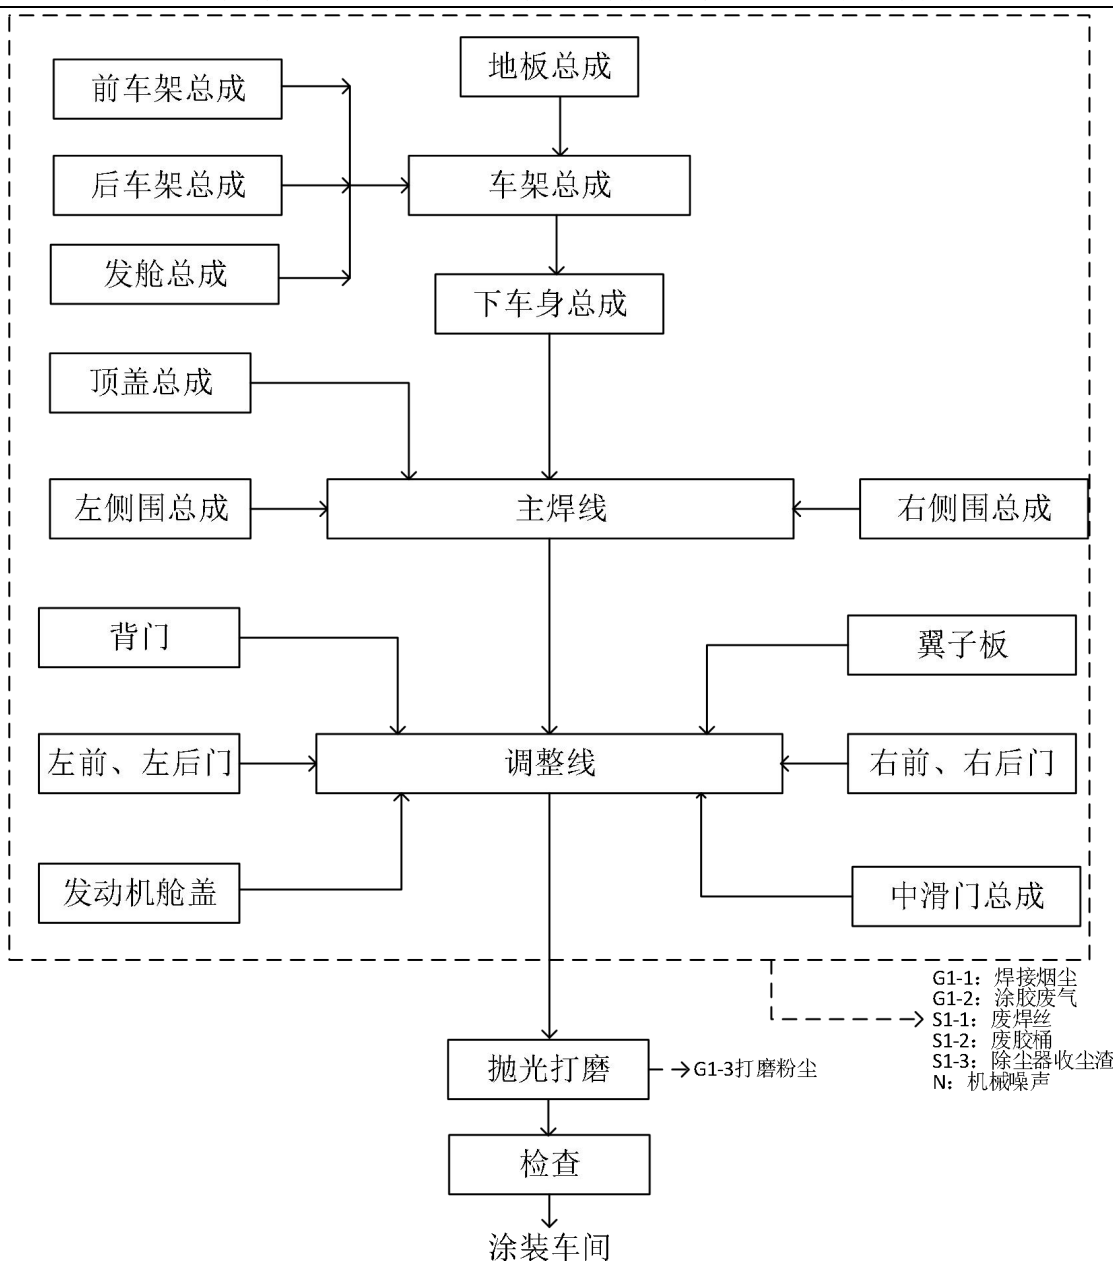 地板总成
前车架总成
后车架总成
车架总成
发舱总成
下车身总成
顶盖总成
左侧围总成
主焊线
右侧围总成
背门
翼子板
左前、左后门
调整线
右前、右后门
发动机舱盖
中滑门总成
G1-1：焊接烟尘
G1-2：涂胶废气
S1-1：废焊丝
S1-2：废胶桶
S1-3：除尘器收尘渣
N：机械噪声
抛光打磨
G1-3打磨粉尘
检查
涂装车间